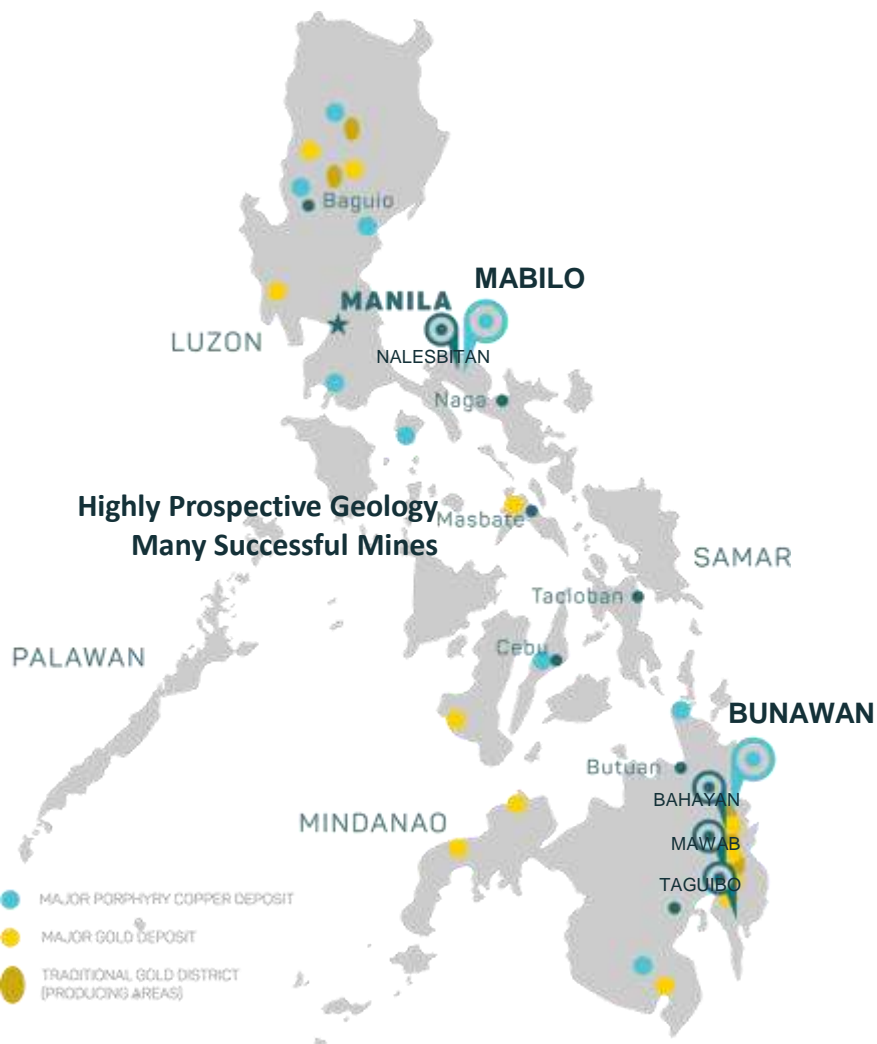 Baguio
MABILO
MANILA
LUZON
NALESBITAN
Naga
Highly Prospective Geology
Many Successful Mines
Masbate
SAMAR
Tacloban
Cebu
PALAWAN
BUNAWAN
Butuan
BAHAYAN
MINDANAO
MAWAB
TAGUIBO
MAJOR PORPHYRY COPPER DEPOSIT
MAJOR GOLD DEPOSIT
TRADITIONAL GOLD DISTRICT
(PRODUCING AREAS)